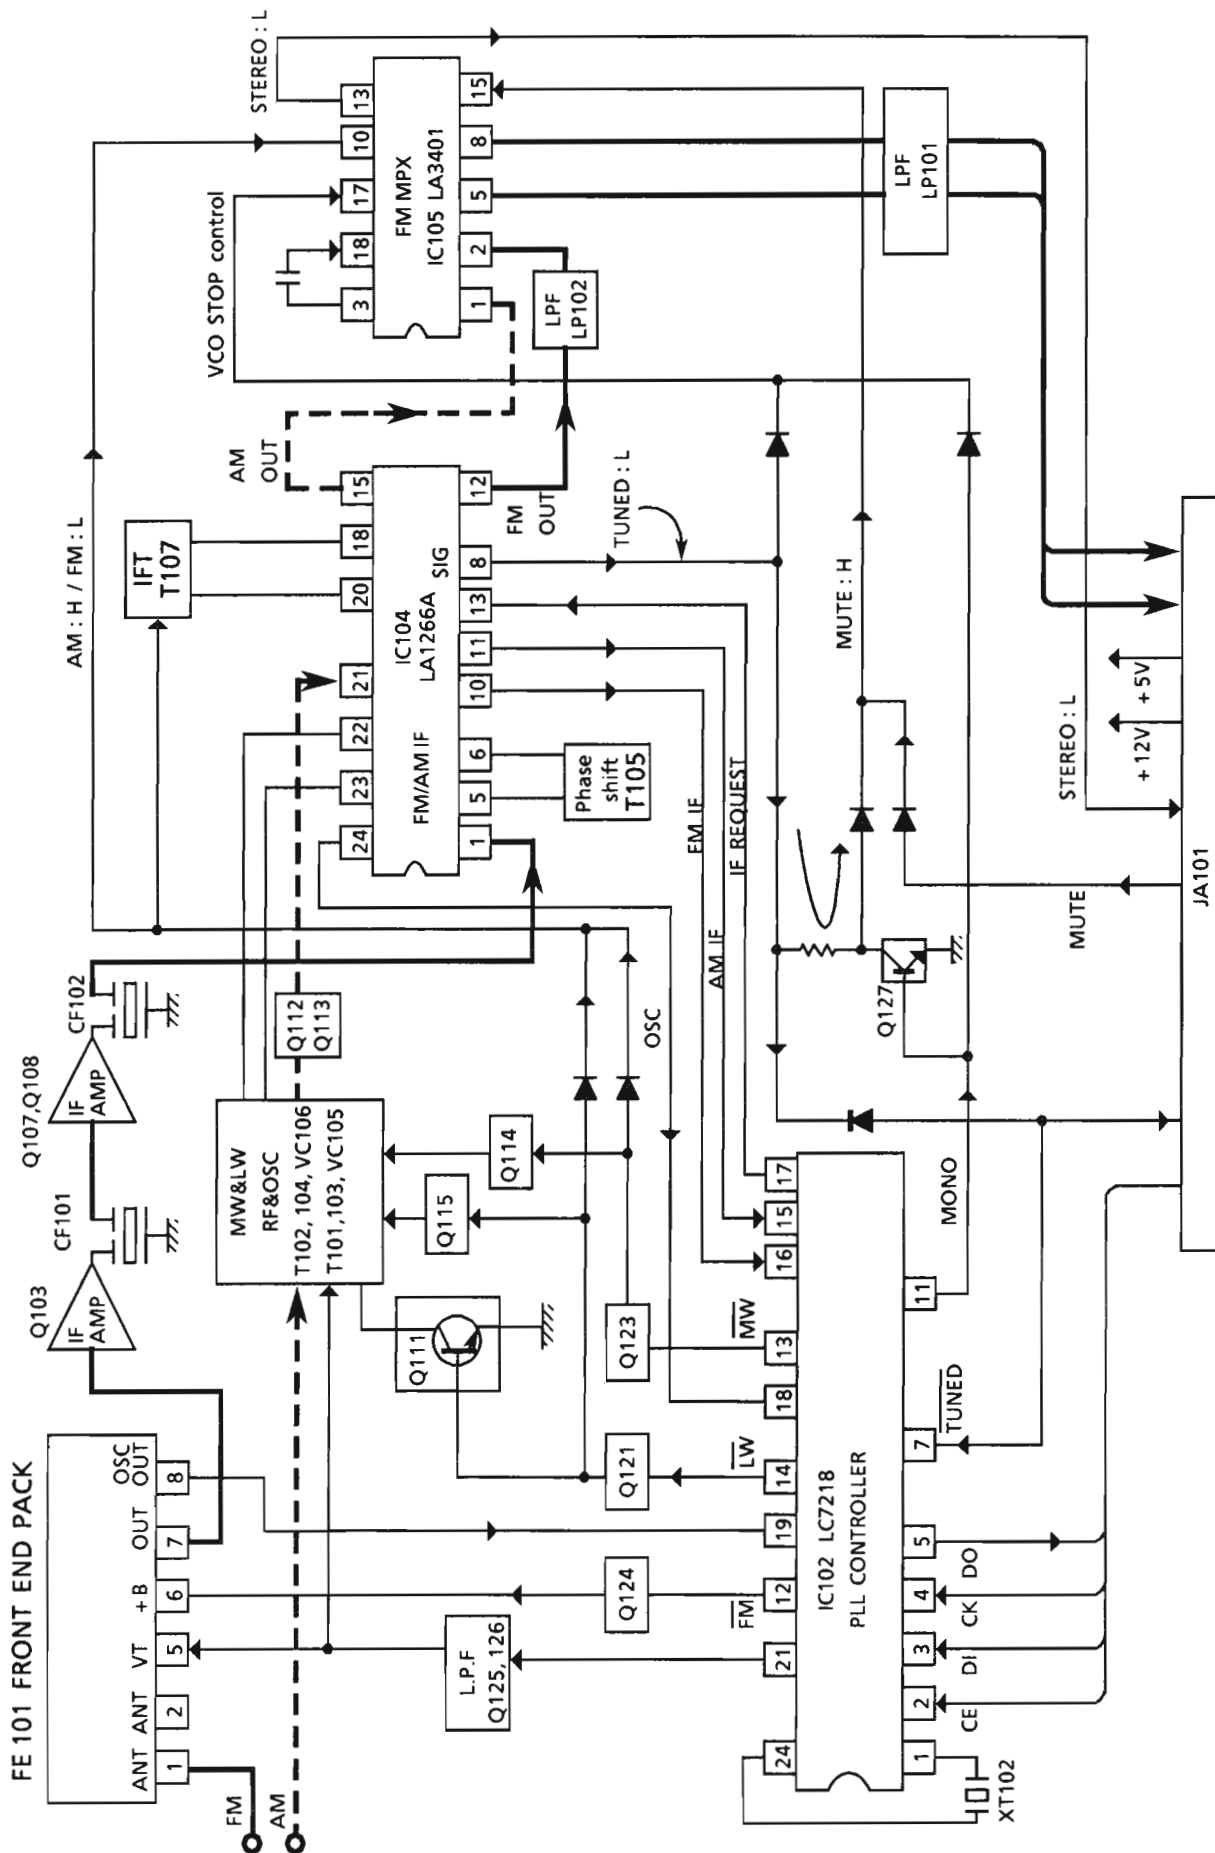 FE101 FRONT END PACK
ANT
ANT
VT
+B
OUT
OSC
OUT
1
2
5
6
7
8
FM
AM
Q103
IF
AMP
CF101
Q107,Q108
IF
AMP
CF102
MW&LW
RF&OSC
T102, 104, VC106
T101,103, VC105
Q112
Q113
Q111
Q115
Q114
L.P.F
Q125, 126
Q124
Q121
Q123
FM
LW
MW
OSC
AM : H / FM : L
IFT
T107
24
23
22
21
20
18
15
FM/AM IF
IC104
LA1266A
SIG
1
5
6
10
11
13
8
12
Phase
shift
T105
AM
OUT
FM
OUT
TUNED : L
FM IF
AM IF
IF REQUEST
VCO STOP control
STEREO : L
3
18
17
10
13
FM MPX
IC105 LA3401
1
2
5
8
15
LPF
LP102
LPF
LP101
24
21
12
19
14
18
13
16
15
17
IC102 LC7218
PLL CONTROLLER
1
2
3
4
5
7
11
XT102
CE
DI
CK
DO
TUNED
MONO
Q127
MUTE : H
MUTE
STEREO : L
+12V
+5V
JA101